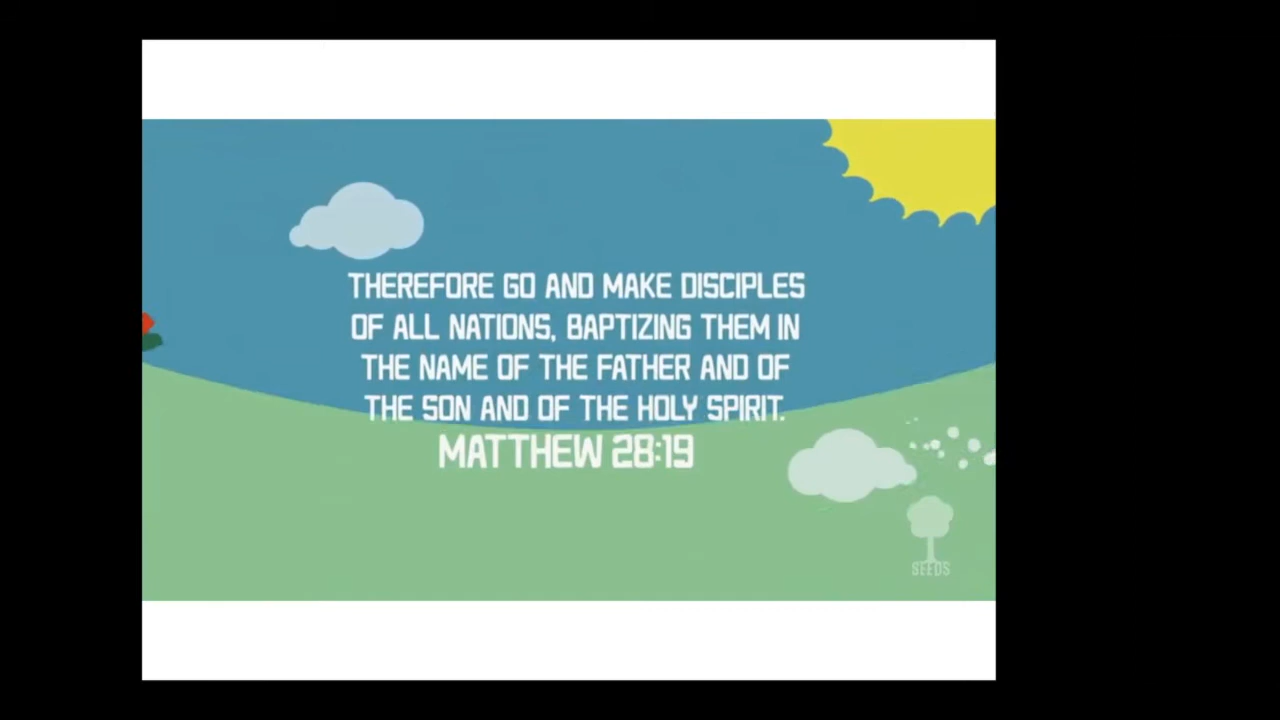 THEREFORE GO AND MAKE DISCIPLES
OF ALL NATIONS, BAPTIZING THEM IN
THE NAME OF THE FATHER AND OF
THE SON AND OF THE HOLY SPIRIT.
MATTHEW 28:19
SEEDS